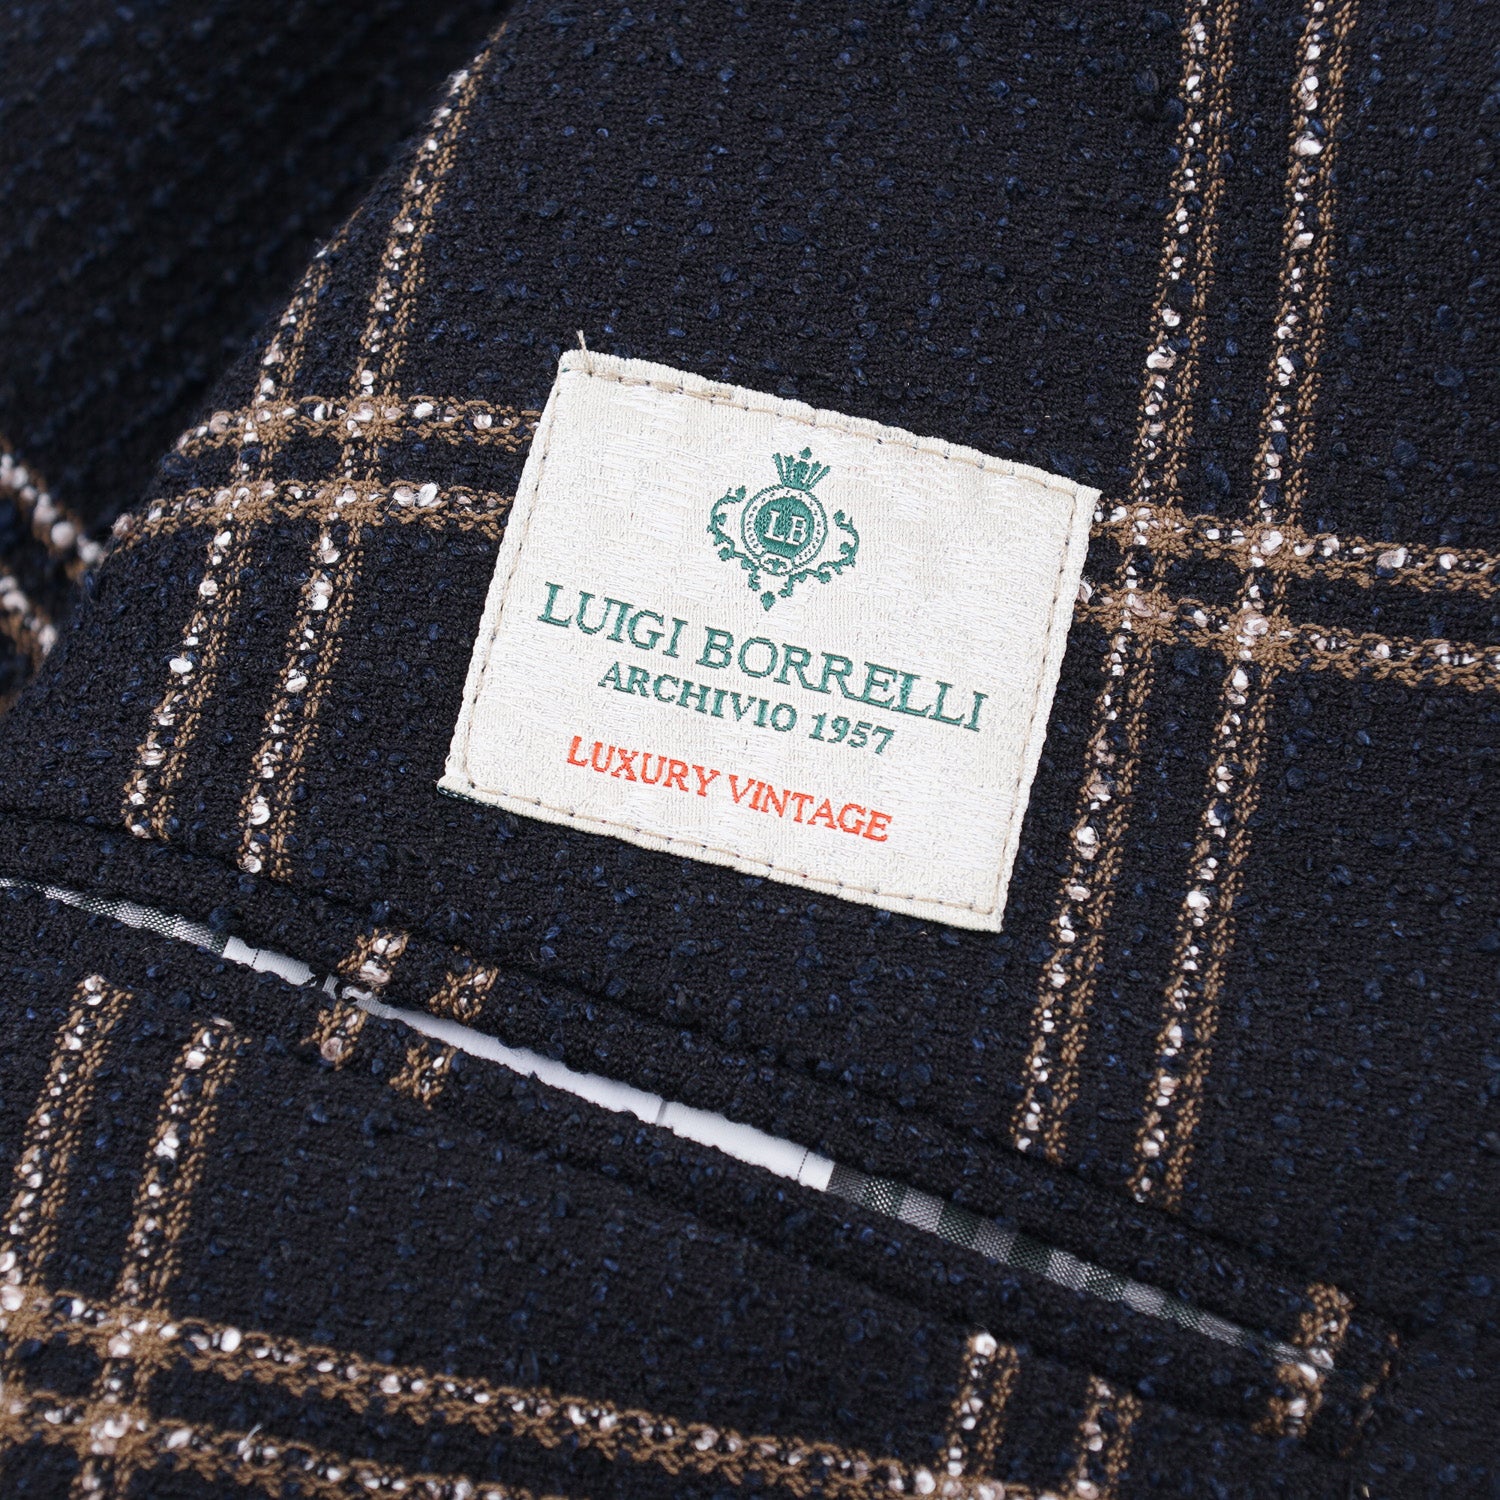 LB
LUIGI BORRELLI
ARCHIVIO 1957
LUXURY VINTAGE